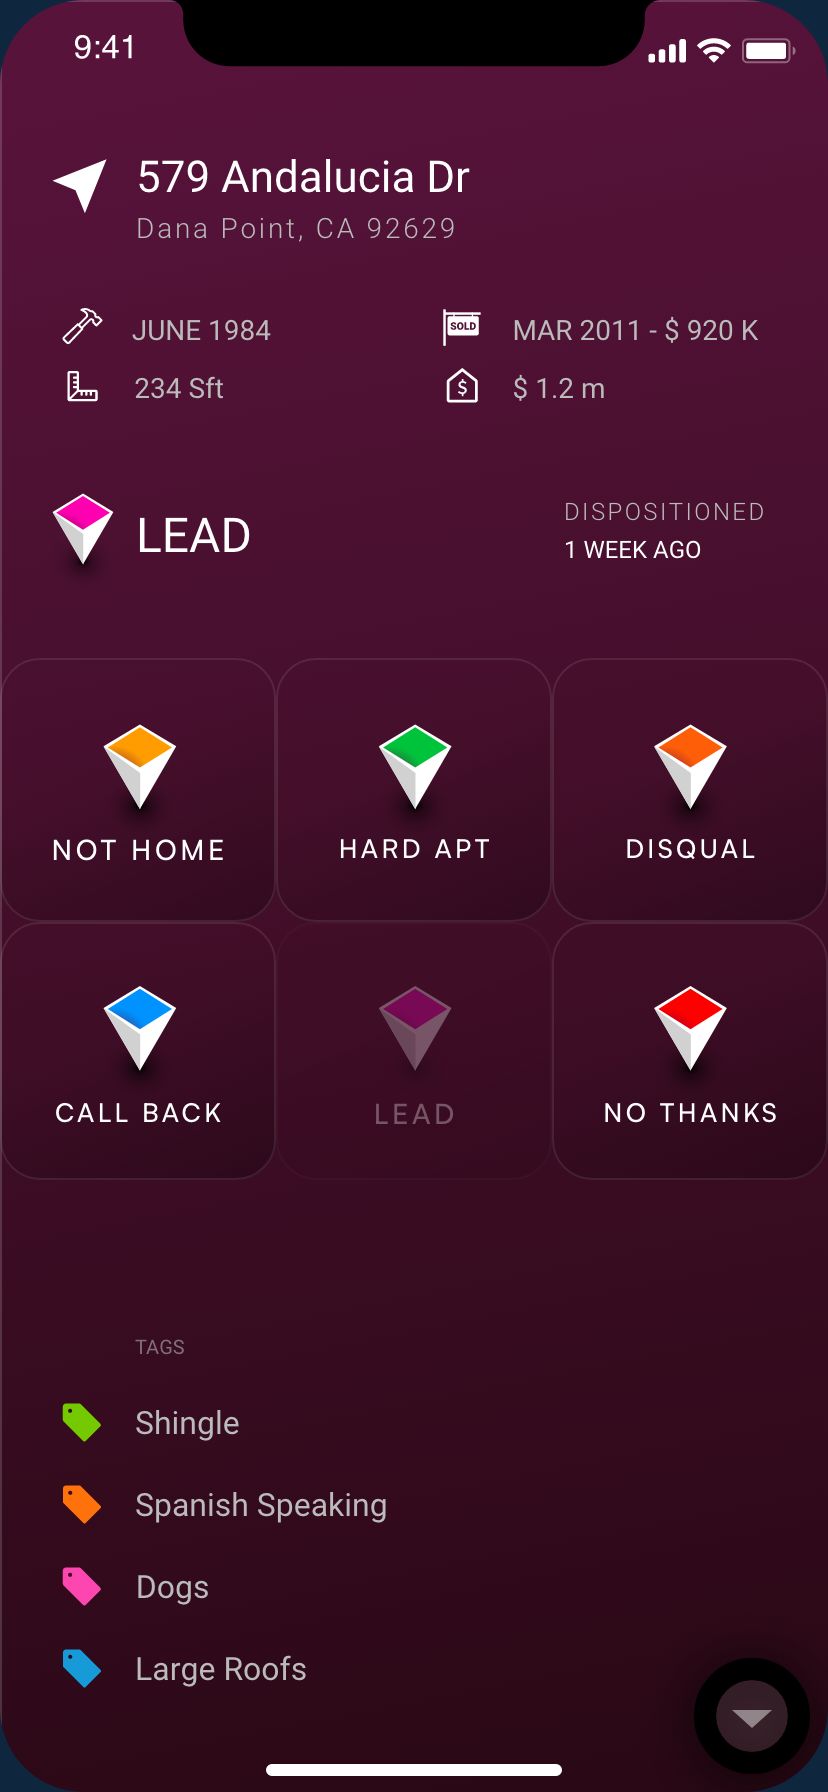 9:41
579 Andalucia Dr
Dana Point, CA 92629
JUNE 1984
SOLD
MAR 2011 - $ 920 K
234 Sft
$
$ 1.2 m
LEAD
DISPOSITIONED
1 WEEK AGO
NOT HOME
HARD APT
DISQUAL
CALL BACK
LEAD
NO THANKS
TAGS
Shingle
Spanish Speaking
Dogs
Large Roofs